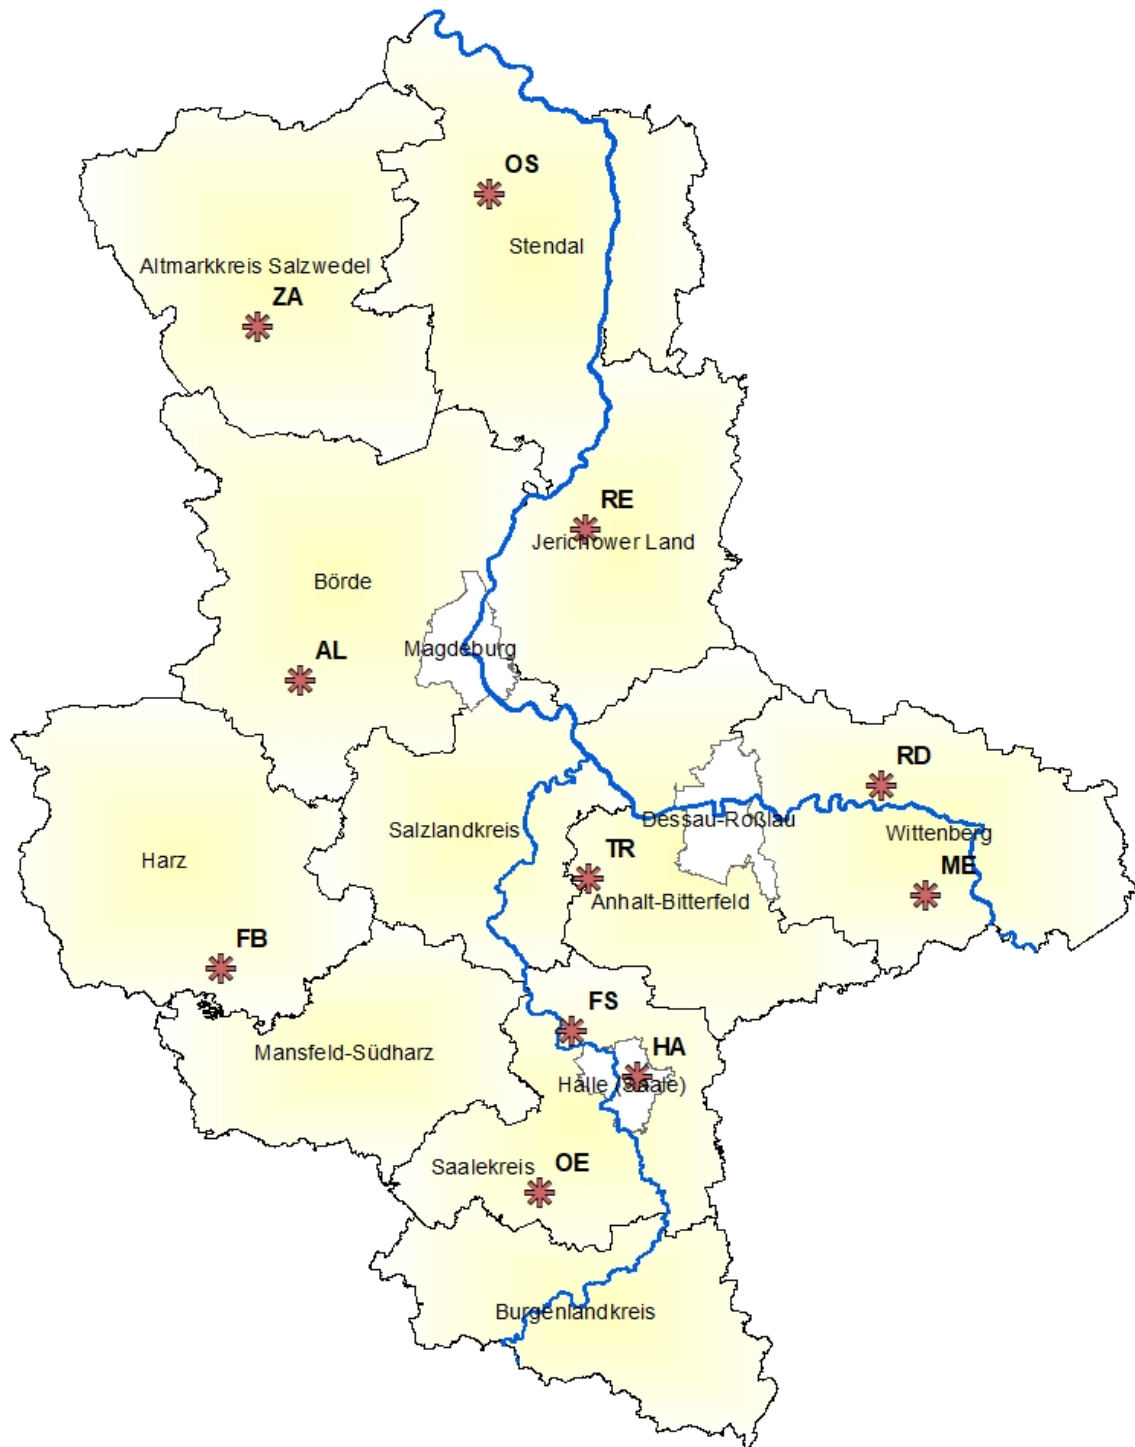 OS
Stendal
Altmarkkreis Salzwedel
ZA
RE
Jerichower Land
Börde
Magdeburg
AL
RD
Dessau-Roßlau
Wittenberg
Salzlandkreis
TR
Harz
ME
Anhalt-Bitterfeld
FB
FS
Mansfeld-Südharz
HA
Halle (Saale)
OE
Saalekreis
Burgenlandkreis